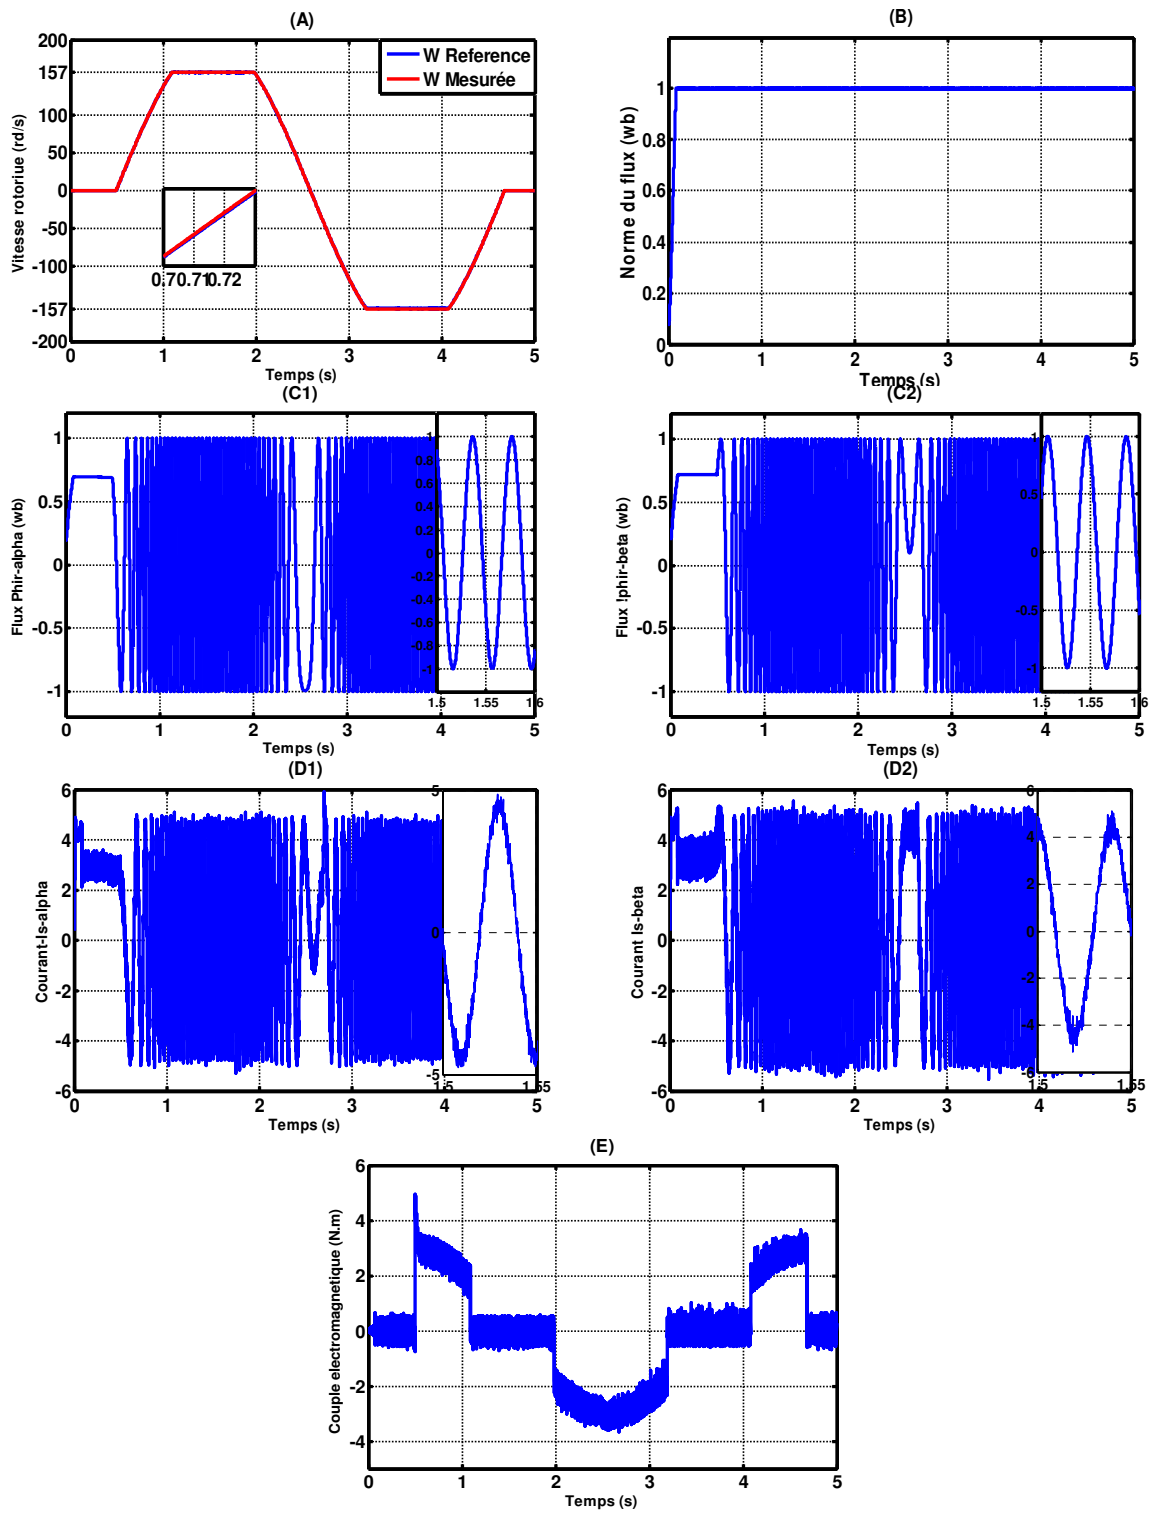 (A)
200
157
100
50
0
-50
-100
-157
-200
W Reference
W Mesurée
0.70
0.71
0.72
0 1 2 3 4 5
Vitesse rotoriue (rd/s)
Temps (s)
(B)
1
0.8
0.6
0.4
0.2
0
0 1 2 3 4 5
Norme du flux (wb)
Temps (s)
(C1)
1
0.5
0
-0.5
-1
0 1 2 3 4 5
Flux Phir-alpha (wb)
Temps (s)
1
0.8
0.6
0.4
0.2
0
-0.2
-0.4
-0.6
-0.8
-1
1.5 1.55 1.6
(C2)
1
0.5
0
-0.5
-1
0 1 2 3 4 5
Flux !phir-beta (wb)
Temps (s)
1
0.5
0
-0.5
-1
1.5 1.55 1.6
(D1)
6
4
2
0
-2
-4
-6
0 1 2 3 4 5
Courant-Is-alpha
Temps (s)
5
0
-5
1.5 1.55
(D2)
6
4
2
0
-2
-4
-6
0 1 2 3 4 5
Courant Is-beta
Temps (s)
6
4
2
0
-2
-4
-6
1.5 1.55
(E)
6
4
2
0
-2
-4
0 1 2 3 4 5
Couple electromagnetique (N.m)
Temps (s)